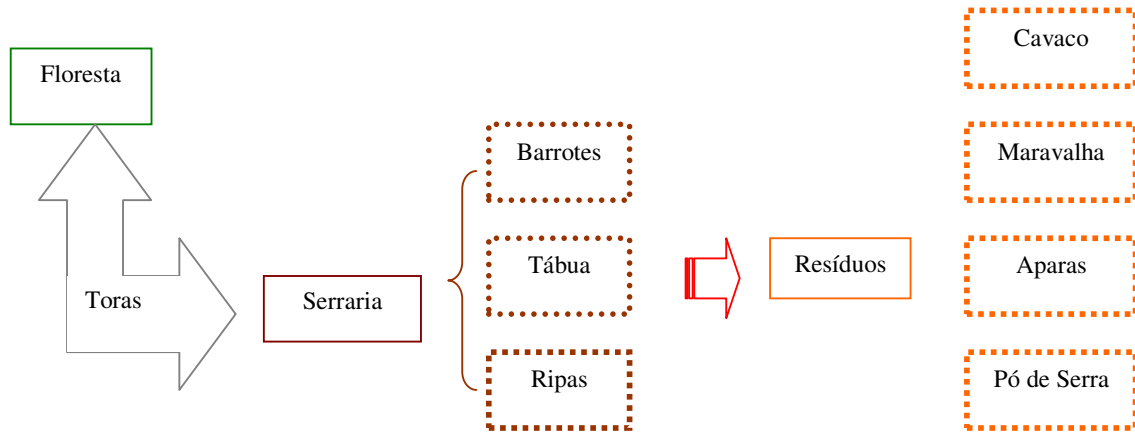 Floresta
Toras
Serraria
Barrotes
Tábua
Ripas
Resíduos
Cavaco
Maravalha
Aparas
Pó de Serra